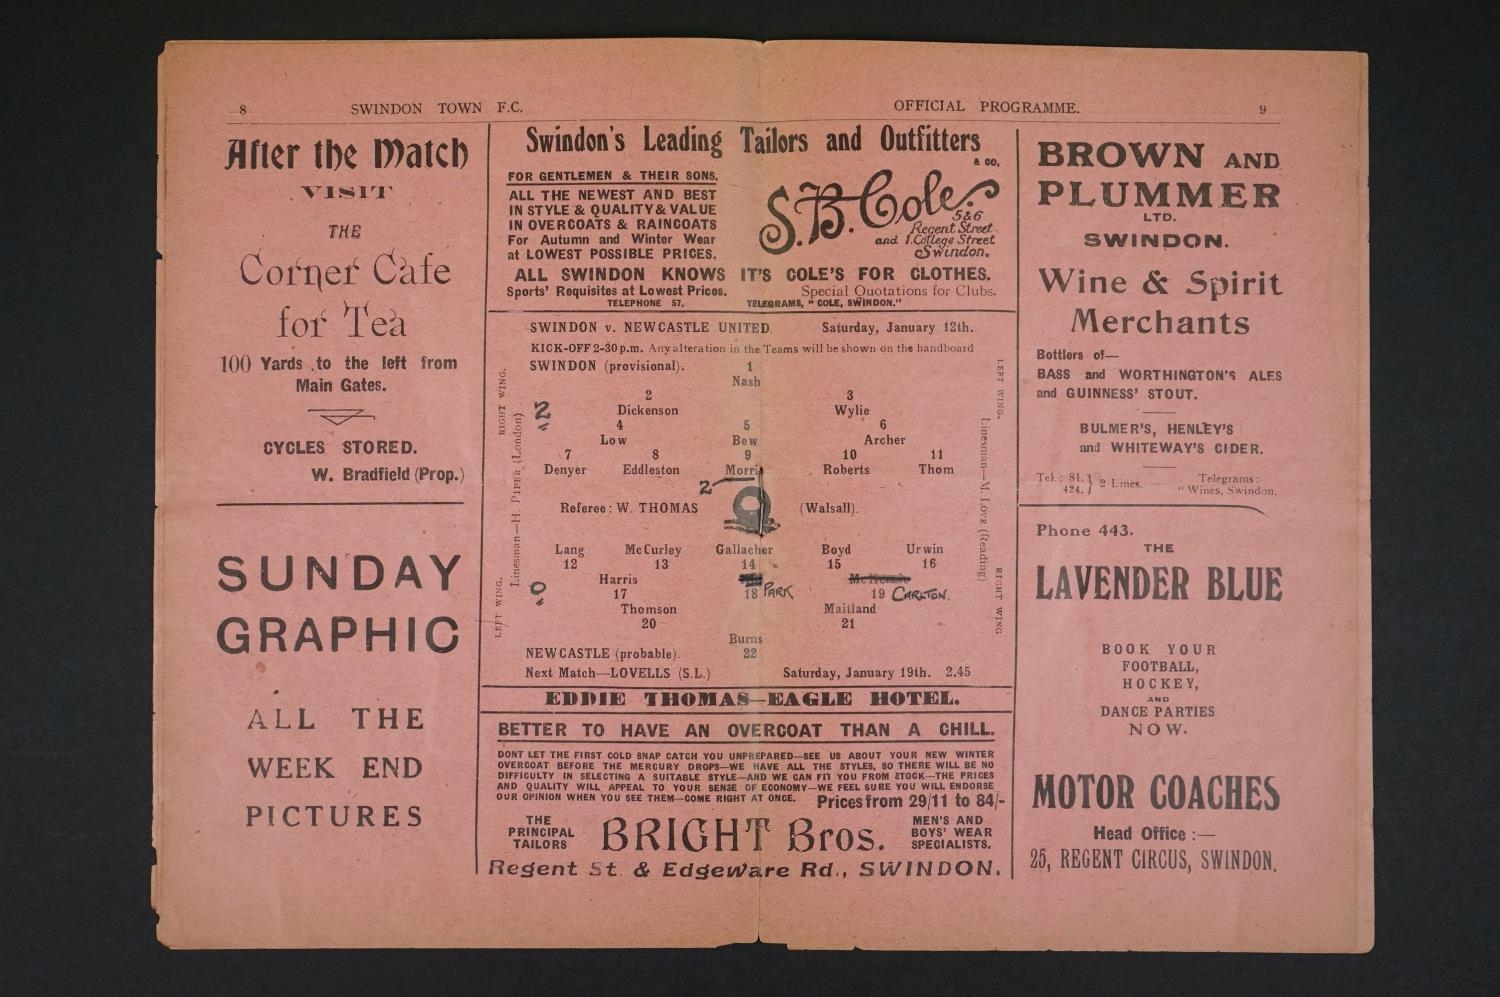 8 SWINDON TOWN F.C.
OFFICIAL PROGRAMME. 9
After the Match
VISIT
THE
Corner Cafe
for Tea
100 Yards to the left from
Main Gates.
CYCLES STORED.
W. Bradfield (Prop.)
SUNDAY
GRAPHIC
ALL THE
WEEK END
PICTURES
Swindon's Leading Tailors and Outfitters
FOR GENTLEMEN & THEIR SONS.
ALL THE NEWEST AND BEST
IN STYLE & QUALITY & VALUE
IN OVERCOATS & RAINCOATS
For Autumn and Winter Wear
at LOWEST POSSIBLE PRICES.
& CO,
S. B. Cole.
5 & 6
Regent Street
and 1. College Street
Swindon.
ALL SWINDON KNOWS IT'S COLE'S FOR CLOTHES.
Sports' Requisites at Lowest Prices. Special Quotations for Clubs.
TELEPHONE 57. TELEGRAMS, "COLE, SWINDON."
SWINDON v. NEWCASTLE UNITED. Saturday, January 12th.
KICK-OFF 2-30 p.m. Any alteration in the Teams will be shown on the handboard
SWINDON (provisional). 1
Nash
2 3
Dickenson Wylie
2
4 5 6
Low Bew Archer
7 8 9 10 11
Denyer Eddleston Morris Roberts Thom
2
Referee: W. THOMAS (Walsall).
Lang McCurley Gallacher Boyd Urwin
12 13 14 15 16
Harris
0 17 18 PARK 19 CARLTON.
Thomson Maitland
20 21
Burns
NEWCASTLE (probable). 22
Next Match—LOVELLS (S.L.) Saturday, January 19th. 2.45
RIGHT WING.
Linesman—H. PIPER (London)
LEFT WING.
LEFT WING.
Linesman—M. LOVE (Reading)
RIGHT WING
EDDIE THOMAS—EAGLE HOTEL.
BETTER TO HAVE AN OVERCOAT THAN A CHILL.
DONT LET THE FIRST COLD SNAP CATCH YOU UNPREPARED—SEE US ABOUT YOUR NEW WINTER
OVERCOAT BEFORE THE MERCURY DROPS—WE HAVE ALL THE STYLES, SO THERE WILL BE NO
DIFFICULTY IN SELECTING A SUITABLE STYLE—AND WE CAN FIT YOU FROM STOCK—THE PRICES
AND QUALITY WILL APPEAL TO YOUR SENSE OF ECONOMY—WE FEEL SURE YOU WILL ENDORSE
OUR OPINION WHEN YOU SEE THEM—COME RIGHT AT ONCE. Prices from 29/11 to 84/-
THE
PRINCIPAL
TAILORS
BRIGHT Bros.
MEN'S AND
BOYS' WEAR
SPECIALISTS.
Regent St. & Edgeware Rd., SWINDON.
BROWN AND
PLUMMER
LTD.
SWINDON.
Wine & Spirit
Merchants
Bottlers of—
BASS and WORTHINGTON'S ALES
and GUINNESS' STOUT.
BULMER'S, HENLEY'S
and WHITEWAY'S CIDER.
Tel.: 81. Telegrams:
424. } 2 Lines. "Wines, Swindon.
Phone 443.
THE
LAVENDER BLUE
BOOK YOUR
FOOTBALL,
HOCKEY,
AND
DANCE PARTIES
NOW.
MOTOR COACHES
Head Office :—
25, REGENT CIRCUS, SWINDON.